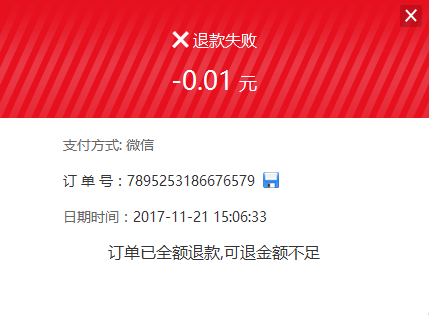 退款失败
-0.01 元
支付方式: 微信
订 单 号：7895253186676579
日期时间：2017-11-21 15:06:33
订单已全额退款,可退金额不足